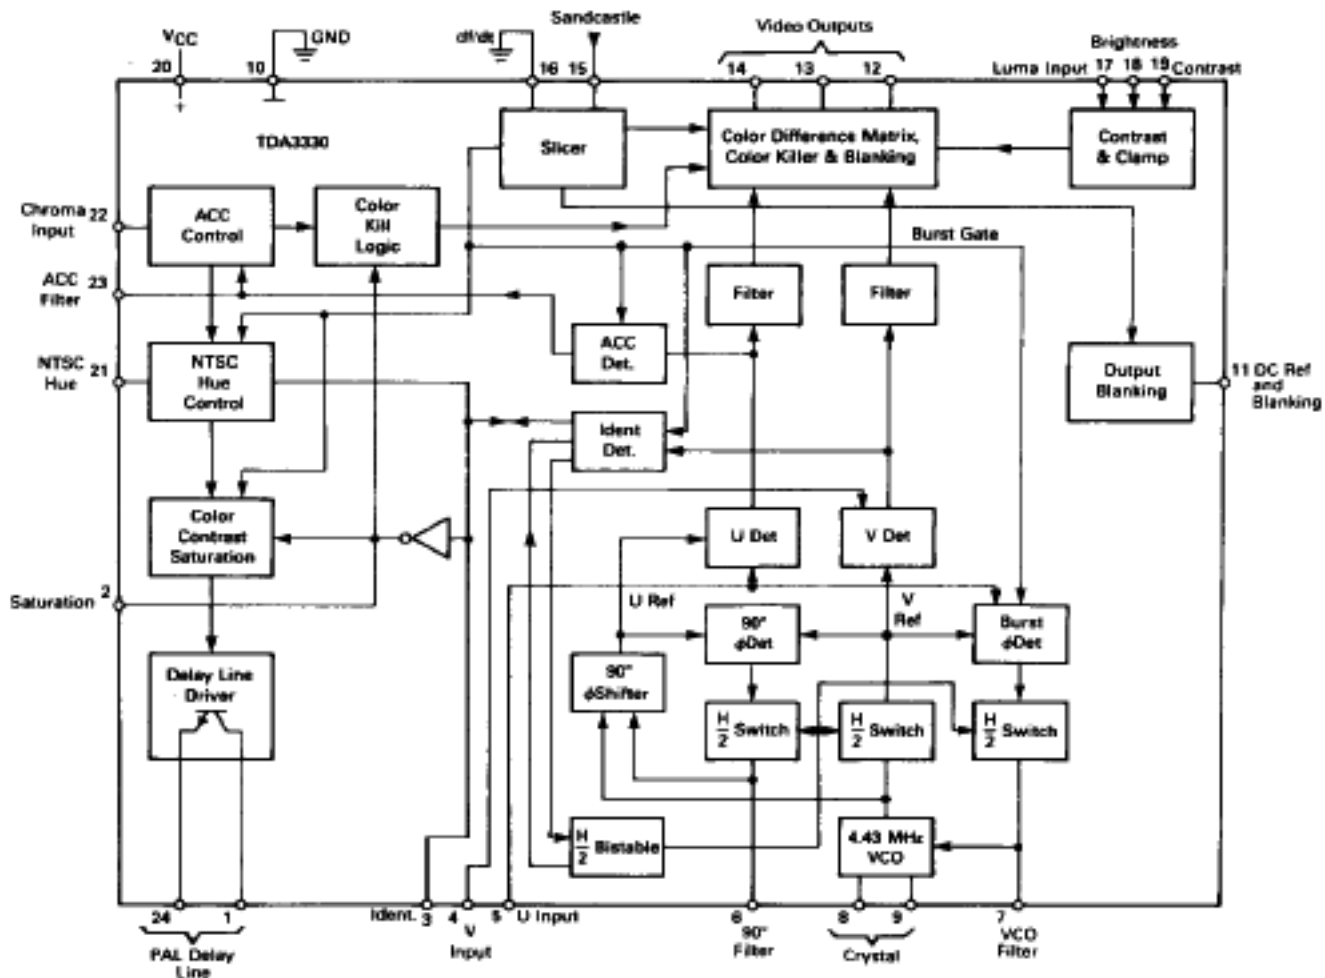 Sandcastle
VCC
GND
df/dt
Video Outputs
Brightness
20
10
16
15
14
13
12
Luma Input
17
18
19
Contrast
TDA3330
Slicer
Color Difference Matrix,
Color Killer & Blanking
Contrast
& Clamp
Chroma
Input
22
ACC
Control
Color
Kill
Logic
Burst Gate
ACC
Filter
23
Filter
Filter
NTSC
Hue
21
NTSC
Hue
Control
ACC
Det.
Output
Blanking
11 DC Ref
and
Blanking
Ident
Det.
Color
Contrast
Saturation
U Det
V Det
Saturation 2
U Ref
V
Ref
90°
ϕDet
Burst
ϕDet
Delay Line
Driver
90°
ϕShifter
H/2 Switch
H/2 Switch
H/2 Switch
H/2 Bistable
4.43 MHz
VCO
24
1
Ident. 3
4
5 U Input
6
8
9
7
PAL Delay
Line
V
Input
90°
Filter
Crystal
VCO
Filter